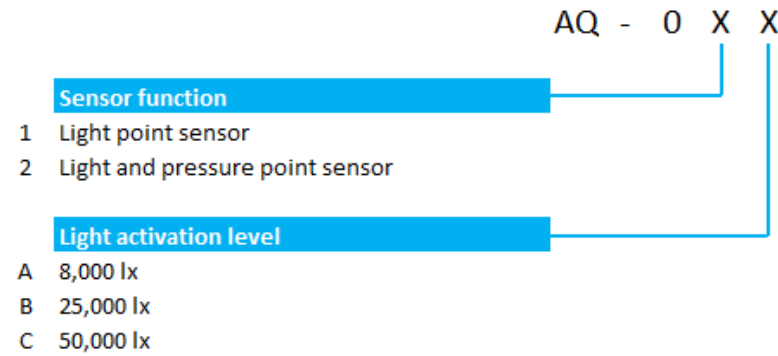 AQ - 0 X X
Sensor function
1 Light point sensor
2 Light and pressure point sensor
Light activation level
A 8,000 lx
B 25,000 lx
C 50,000 lx